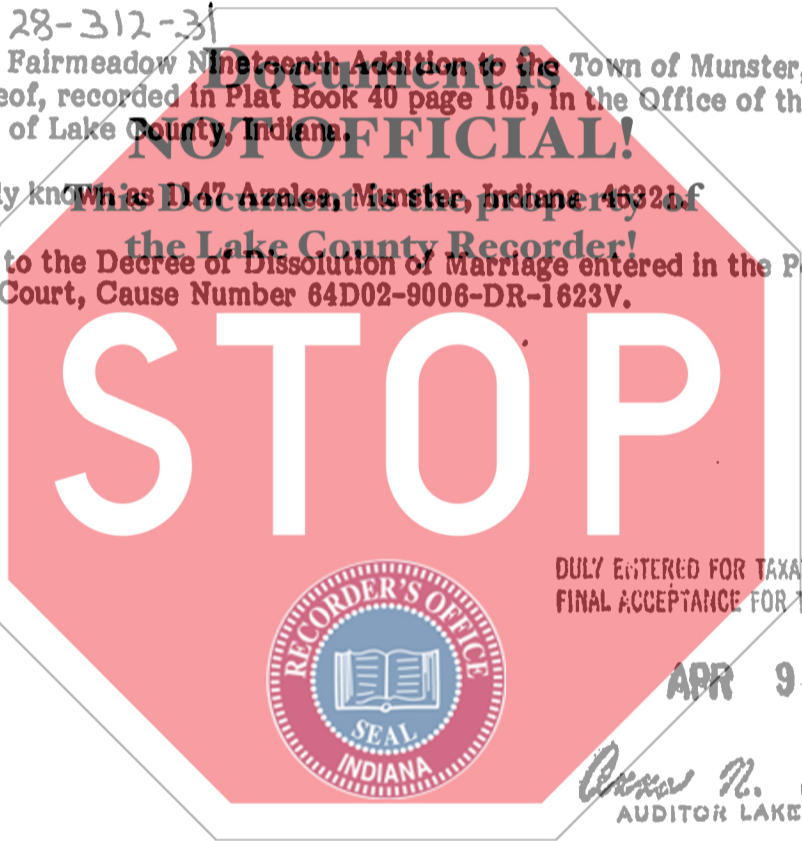 28-312-31
Fairmeadow Nineteenth Addition to the Town of Munster,
eof, recorded in Plat Book 40 page 105, in the Office of th
of Lake County, Indiana.
Document is
NOT OFFICIAL!
This Document is the property of
the Lake County Recorder!
ly known as 1147 Azalea, Munster, Indiana 46321.
to the Decree of Dissolution of Marriage entered in the P
Court, Cause Number 64D02-9006-DR-1623V.
STOP
DULY ENTERED FOR TAXA
FINAL ACCEPTANCE FOR T
RECORDER'S OFFICE
SEAL
INDIANA
APR 9
AUDITOR LAKE